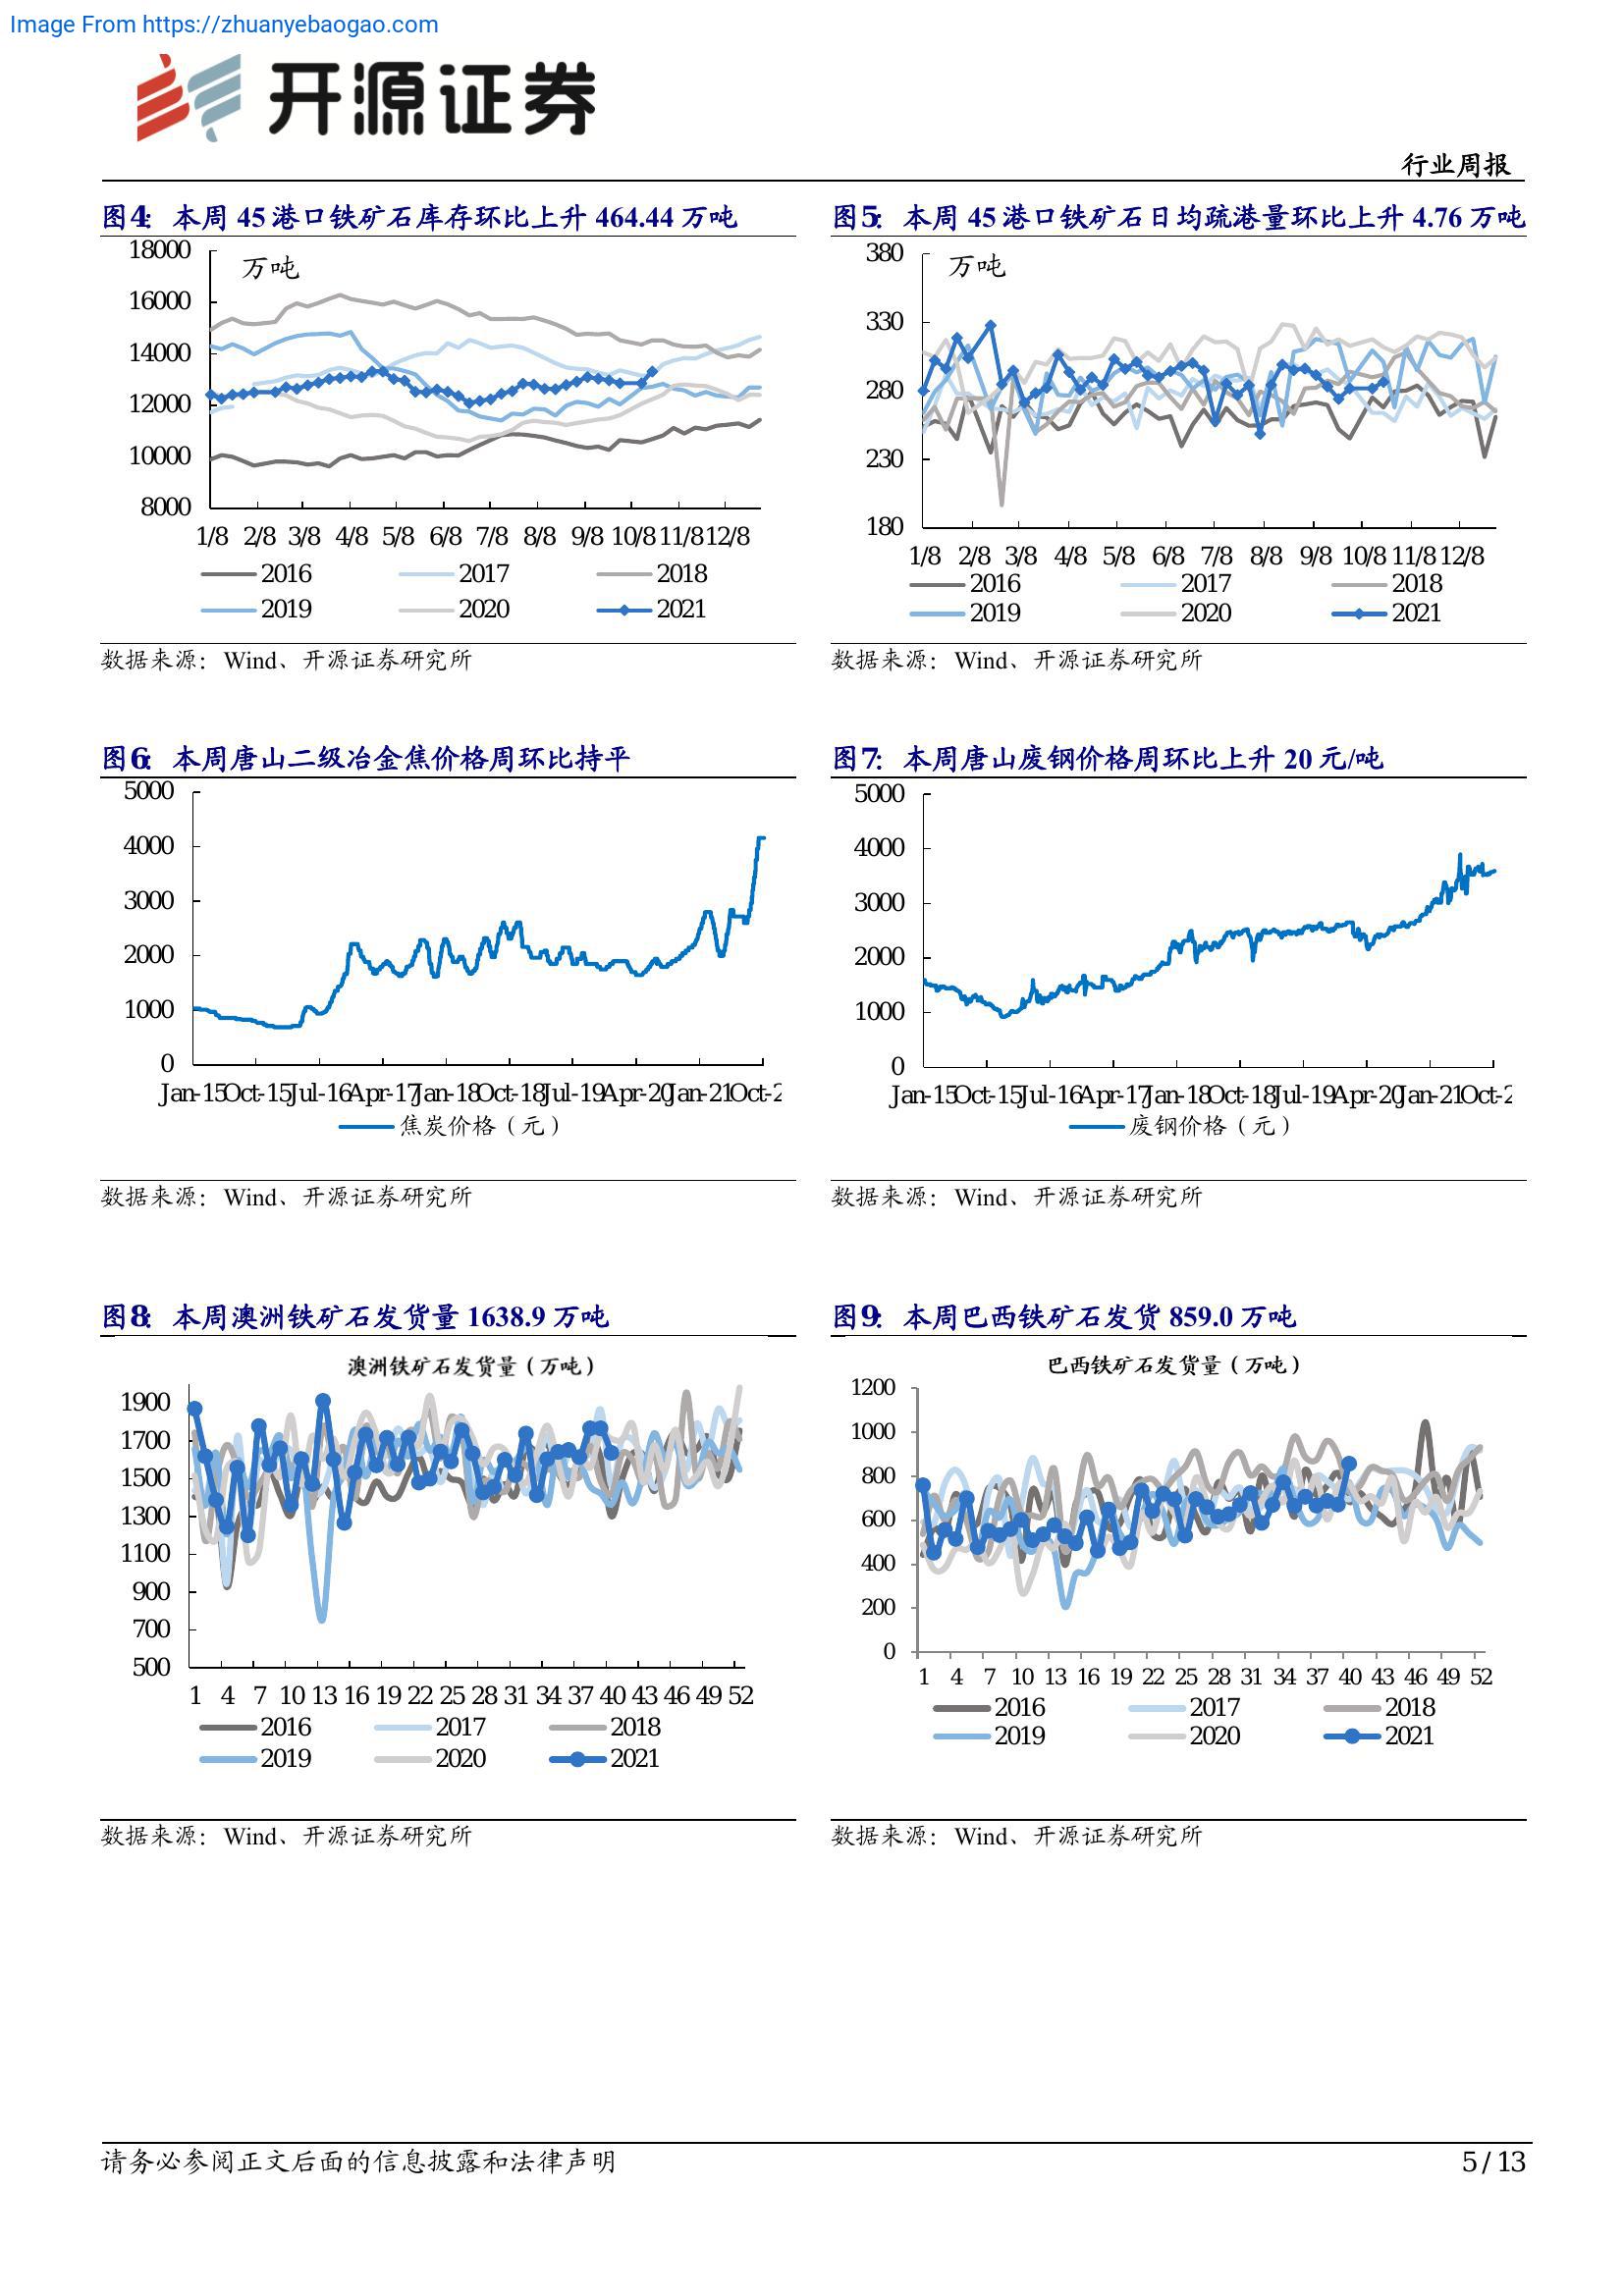 Image From https://zhuanyebaogao.com
开源证券
行业周报
图4： 本周 45 港口铁矿石库存环比上升 464.44 万吨
18000
万吨
16000
14000
12000
10000
8000
1/8 2/8 3/8 4/8 5/8 6/8 7/8 8/8 9/8 10/8 11/8 12/8
2016 2017 2018
2019 2020 2021
数据来源：Wind、开源证券研究所
图5： 本周 45 港口铁矿石日均疏港量环比上升 4.76 万吨
380
万吨
330
280
230
180
1/8 2/8 3/8 4/8 5/8 6/8 7/8 8/8 9/8 10/8 11/8 12/8
2016 2017 2018
2019 2020 2021
数据来源：Wind、开源证券研究所
图6： 本周唐山二级冶金焦价格周环比持平
5000
4000
3000
2000
1000
0
Jan-15 Oct-15 Jul-16 Apr-17 Jan-18 Oct-18 Jul-19 Apr-20 Jan-21 Oct-2
焦炭价格（元）
数据来源：Wind、开源证券研究所
图7： 本周唐山废钢价格周环比上升 20 元/吨
5000
4000
3000
2000
1000
0
Jan-15 Oct-15 Jul-16 Apr-17 Jan-18 Oct-18 Jul-19 Apr-20 Jan-21 Oct-2
废钢价格（元）
数据来源：Wind、开源证券研究所
图8： 本周澳洲铁矿石发货量 1638.9 万吨
澳洲铁矿石发货量（万吨）
1900
1700
1500
1300
1100
900
700
500
1 4 7 10 13 16 19 22 25 28 31 34 37 40 43 46 49 52
2016 2017 2018
2019 2020 2021
数据来源：Wind、开源证券研究所
图9： 本周巴西铁矿石发货 859.0 万吨
巴西铁矿石发货量（万吨）
1200
1000
800
600
400
200
0
1 4 7 10 13 16 19 22 25 28 31 34 37 40 43 46 49 52
2016 2017 2018
2019 2020 2021
数据来源：Wind、开源证券研究所
请务必参阅正文后面的信息披露和法律声明
5 / 13